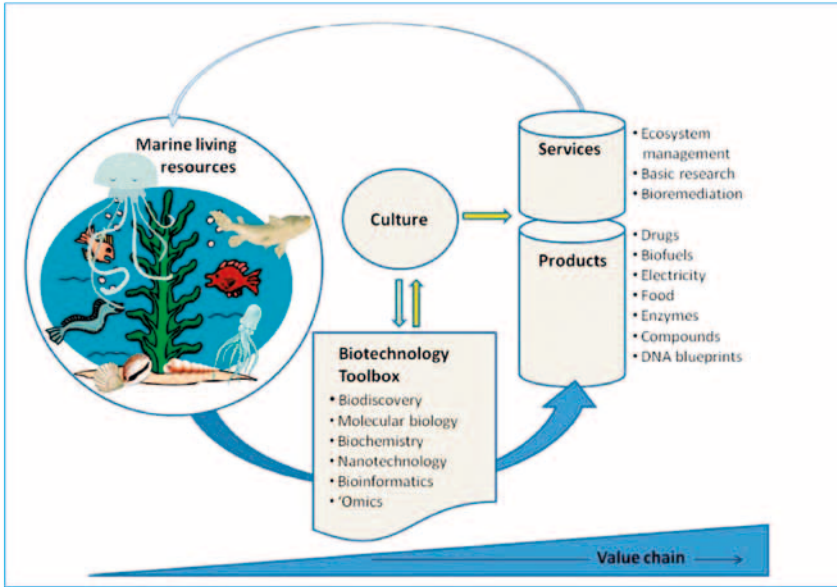 Marine living
resources
Culture
Services
• Ecosystem
management
• Basic research
• Bioremediation
Products
• Drugs
• Biofuels
• Electricity
• Food
• Enzymes
• Compounds
• DNA blueprints
Biotechnology
Toolbox
• Biodiscovery
• Molecular biology
• Biochemistry
• Nanotechnology
• Bioinformatics
• ‘Omics
Value chain